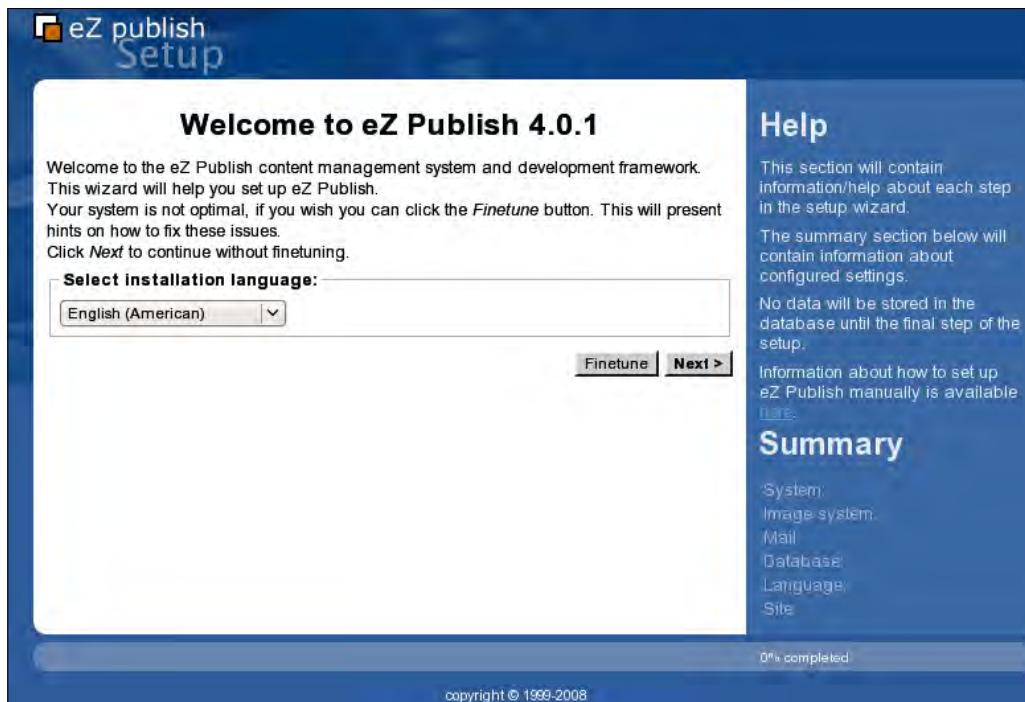 eZ publish
Setup
Welcome to eZ Publish 4.0.1
Welcome to the eZ Publish content management system and development framework.
This wizard will help you set up eZ Publish.
Your system is not optimal, if you wish you can click the Finetune button. This will present
hints on how to fix these issues.
Click Next to continue without finetuning.
Select installation language:
English (American)
Finetune
Next >
Help
This section will contain
information/help about each step
in the setup wizard.
The summary section below will
contain information about
configured settings.
No data will be stored in the
database until the final step of the
setup.
Information about how to set up
eZ Publish manually is available
here.
Summary
System:
Image system:
Mail
Database:
Language:
Site
0% completed
copyright © 1999-2008